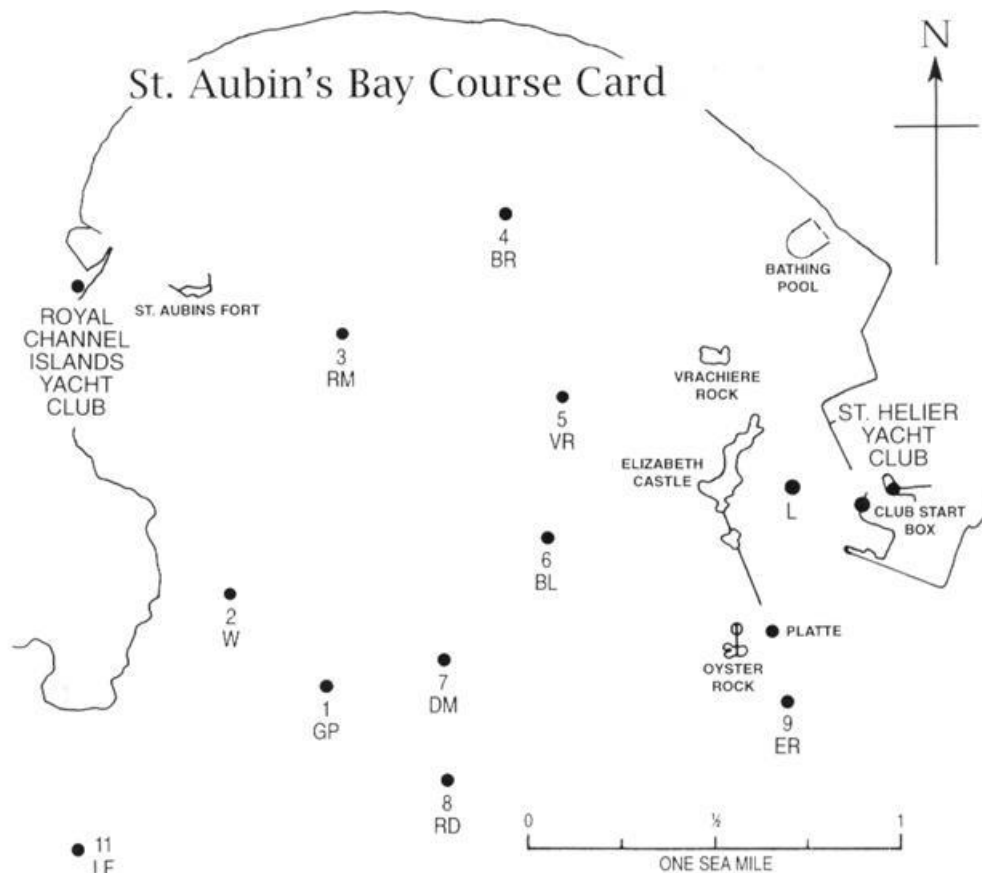 N
St. Aubin's Bay Course Card
4
BR
BATHING
POOL
ST. AUBINS FORT
ROYAL
CHANNEL
ISLANDS
YACHT
CLUB
3
RM
VRACHIERE
ROCK
5
VR
ST. HELIER
YACHT
CLUB
ELIZABETH
CASTLE
L
CLUB START
BOX
6
BL
2
W
PLATTE
OYSTER
ROCK
7
DM
1
GP
9
ER
8
RD
0
½
1
ONE SEA MILE
11